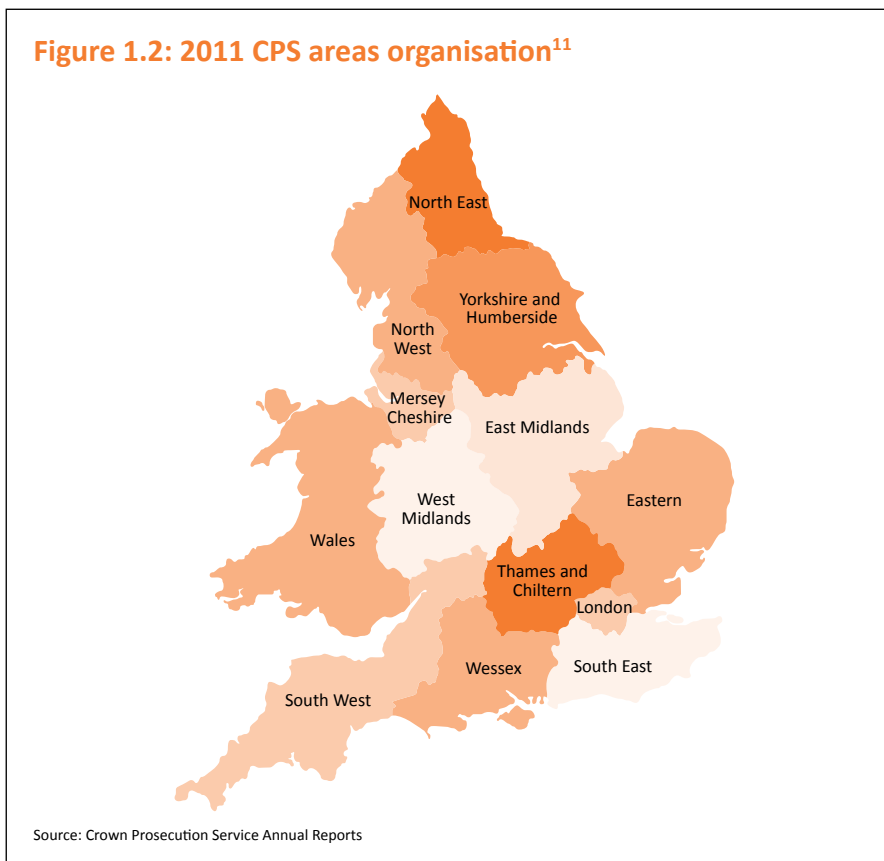 Figure 1.2: 2011 CPS areas organisation11
North East
Yorkshire and
Humberside
North
West
Mersey
Cheshire
East Midlands
West
Midlands
Eastern
Wales
Thames and
Chiltern
London
Wessex
South East
South West
Source: Crown Prosecution Service Annual Reports